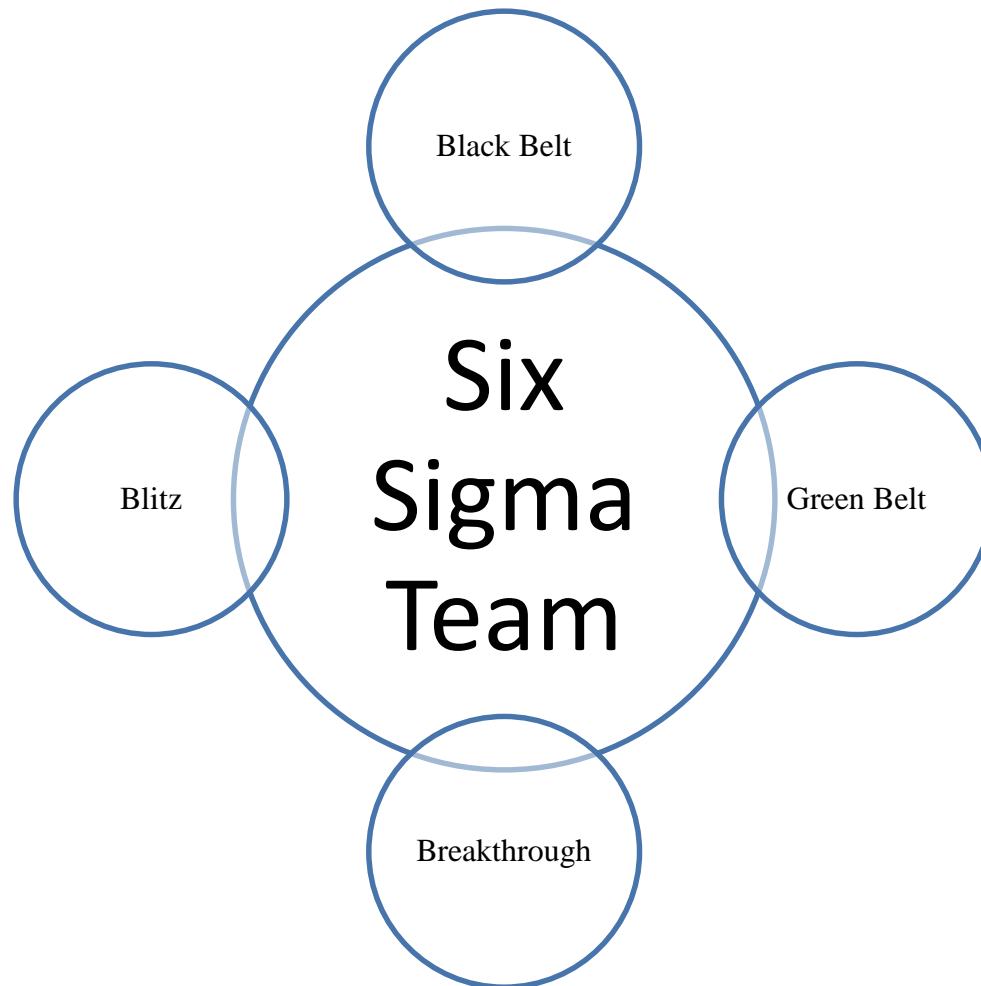 Black Belt
Six
Sigma
Team
Blitz
Green Belt
Breakthrough